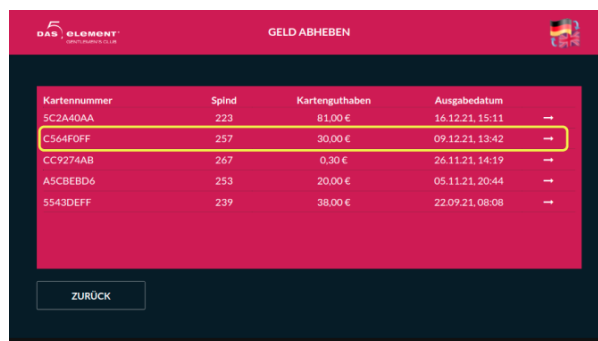 5
DAS ELEMENT
GENTLEMEN'S CLUB
GELD ABHEBEN
Kartennummer Spind Kartenguthaben Ausgabedatum
5C2A40AA 223 81,00 € 16.12.21, 15:11 →
C564F0FF 257 30,00 € 09.12.21, 13:42 →
CC9274AB 267 0,30 € 26.11.21, 14:19 →
A5CBEBD6 253 20,00 € 05.11.21, 20:44 →
5543DEFF 239 38,00 € 22.09.21, 08:08 →
ZURÜCK